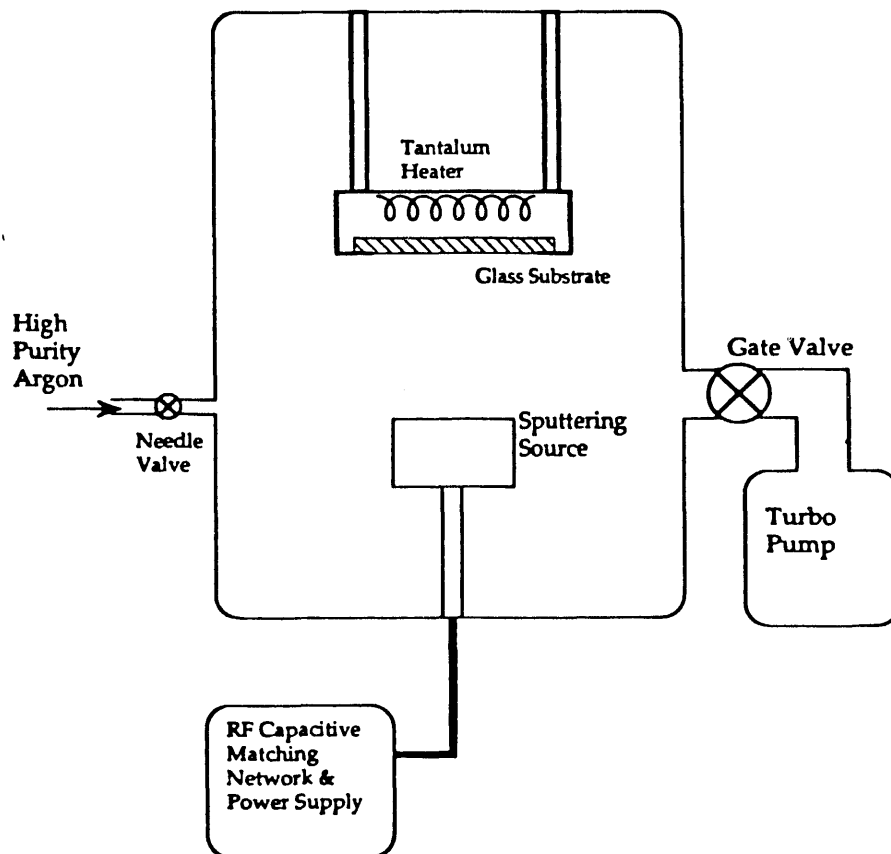 Tantalum
Heater
Glass Substrate
High
Purity
Argon
Needle
Valve
Sputtering
Source
Gate Valve
Turbo
Pump
RF Capacitive
Matching
Network &
Power Supply